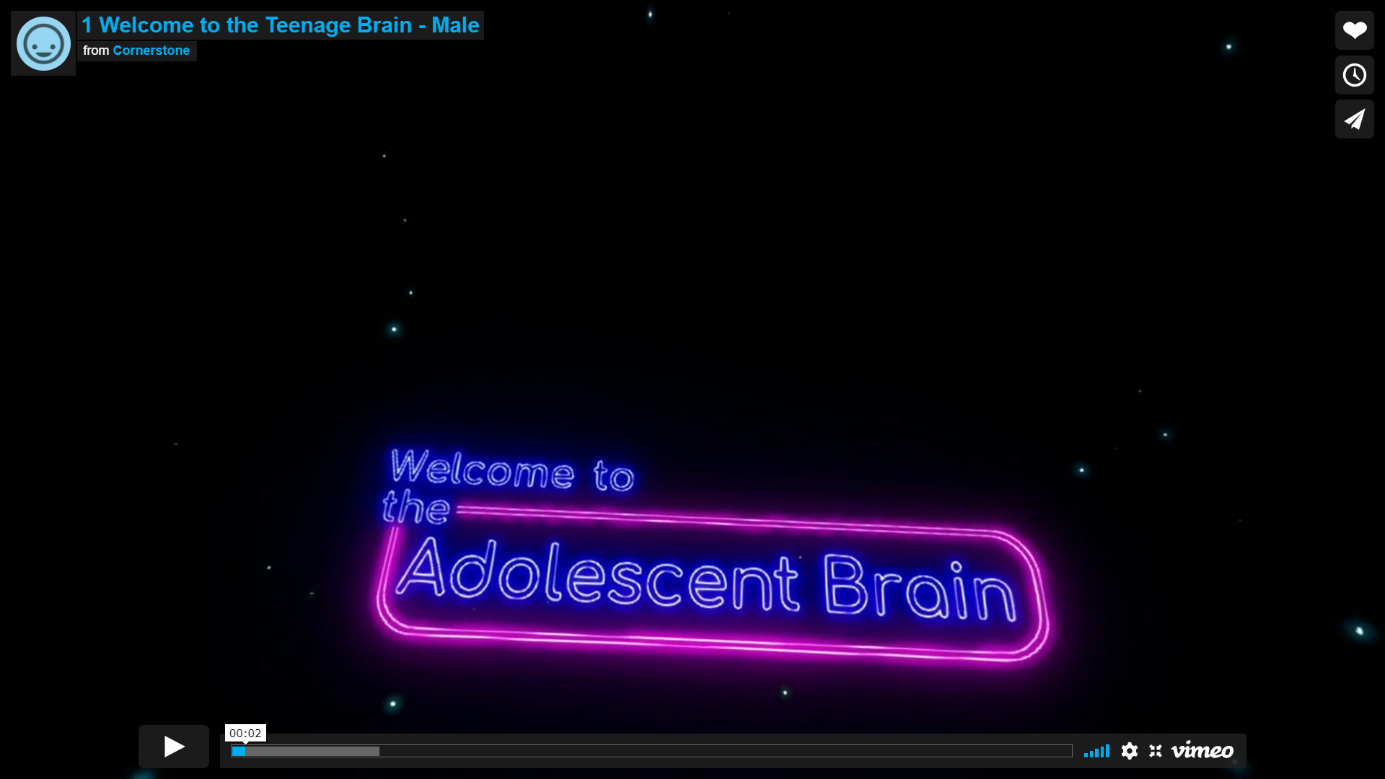 1 Welcome to the Teenage Brain - Male
from Cornerstone
Welcome to
the
Adolescent Brain
00:02
vimeo